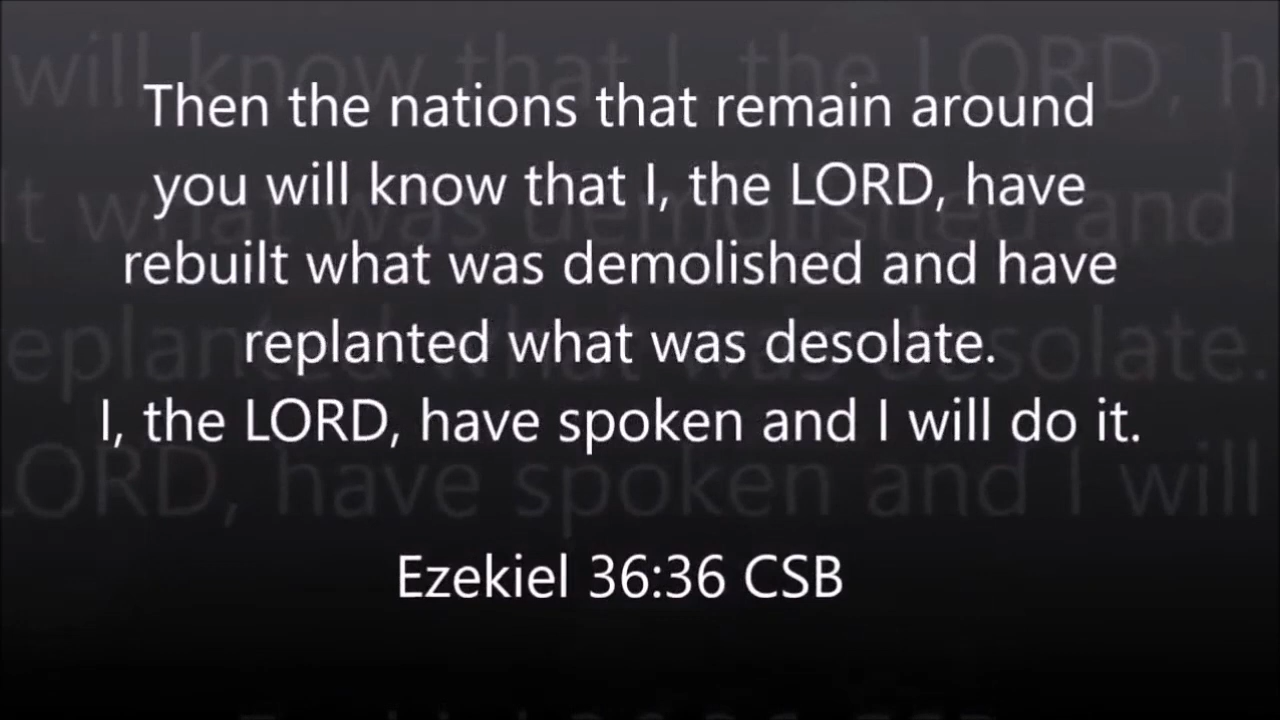 Then the nations that remain around
you will know that I, the LORD, have
rebuilt what was demolished and have
replanted what was desolate.
I, the LORD, have spoken and I will do it.
Ezekiel 36:36 CSB